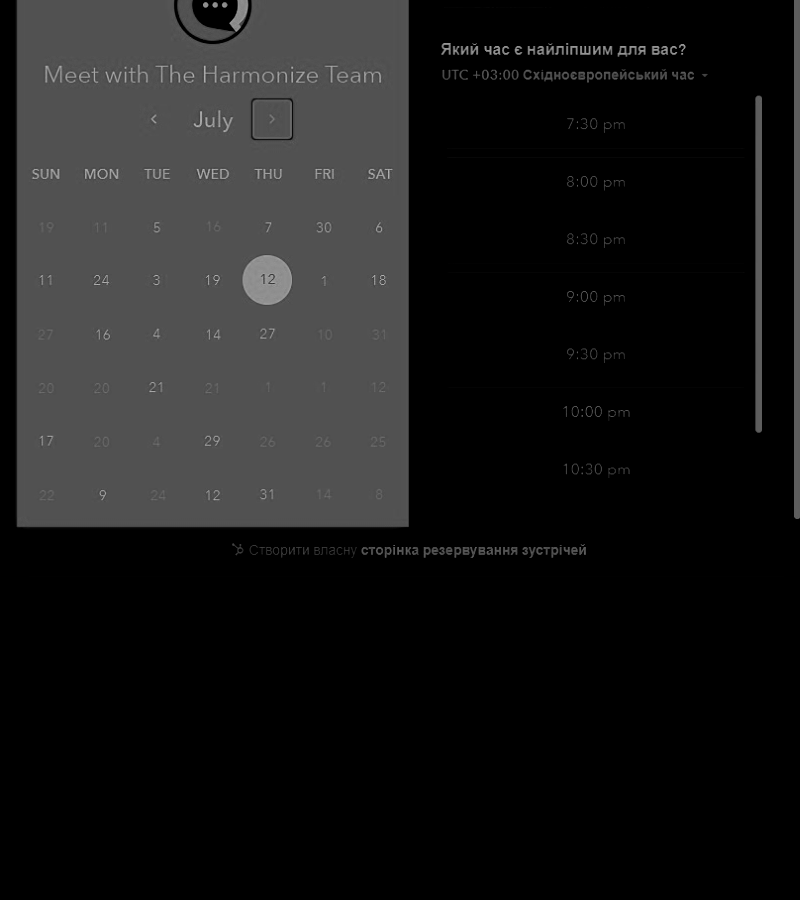 Meet with The Harmonize Team
July
SUN MON TUE WED THU FRI SAT
19 11 5 16 7 30 6
11 24 3 19 12 1 18
27 16 4 14 27 10 31
20 20 21 21 1 1 12
17 20 4 29 26 26 25
22 9 24 12 31 14 8
Який час є найліпшим для вас?
UTC +03:00 Східноєвропейський час
7:30 pm
8:00 pm
8:30 pm
9:00 pm
9:30 pm
10:00 pm
10:30 pm
Створити власну сторінка резервування зустрічей